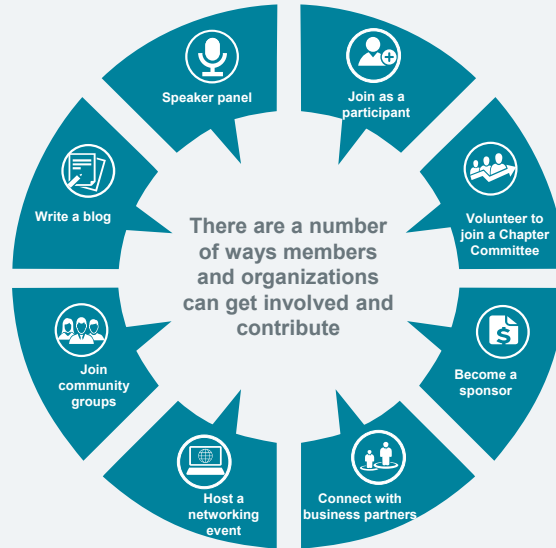 Speaker panel
Join as a
participant
Volunteer to
join a Chapter
Committee
Become a
sponsor
Connect with
business partners
Host a
networking
event
Join
community
groups
Write a blog
There are a number
of ways members
and organizations
can get involved and
contribute